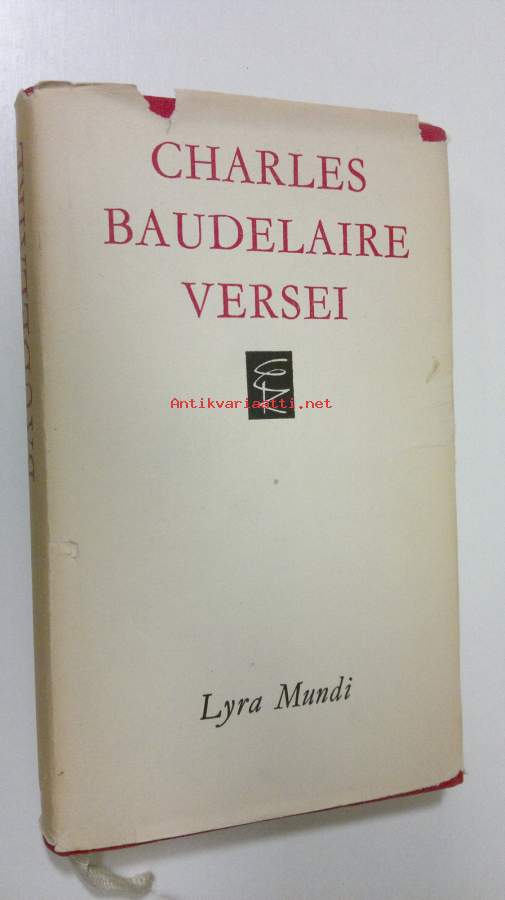 CHARLES
BAUDELAIRE
VERSEI
Antikvariaatti.net
Lyra Mundi
BAUDELAIRE